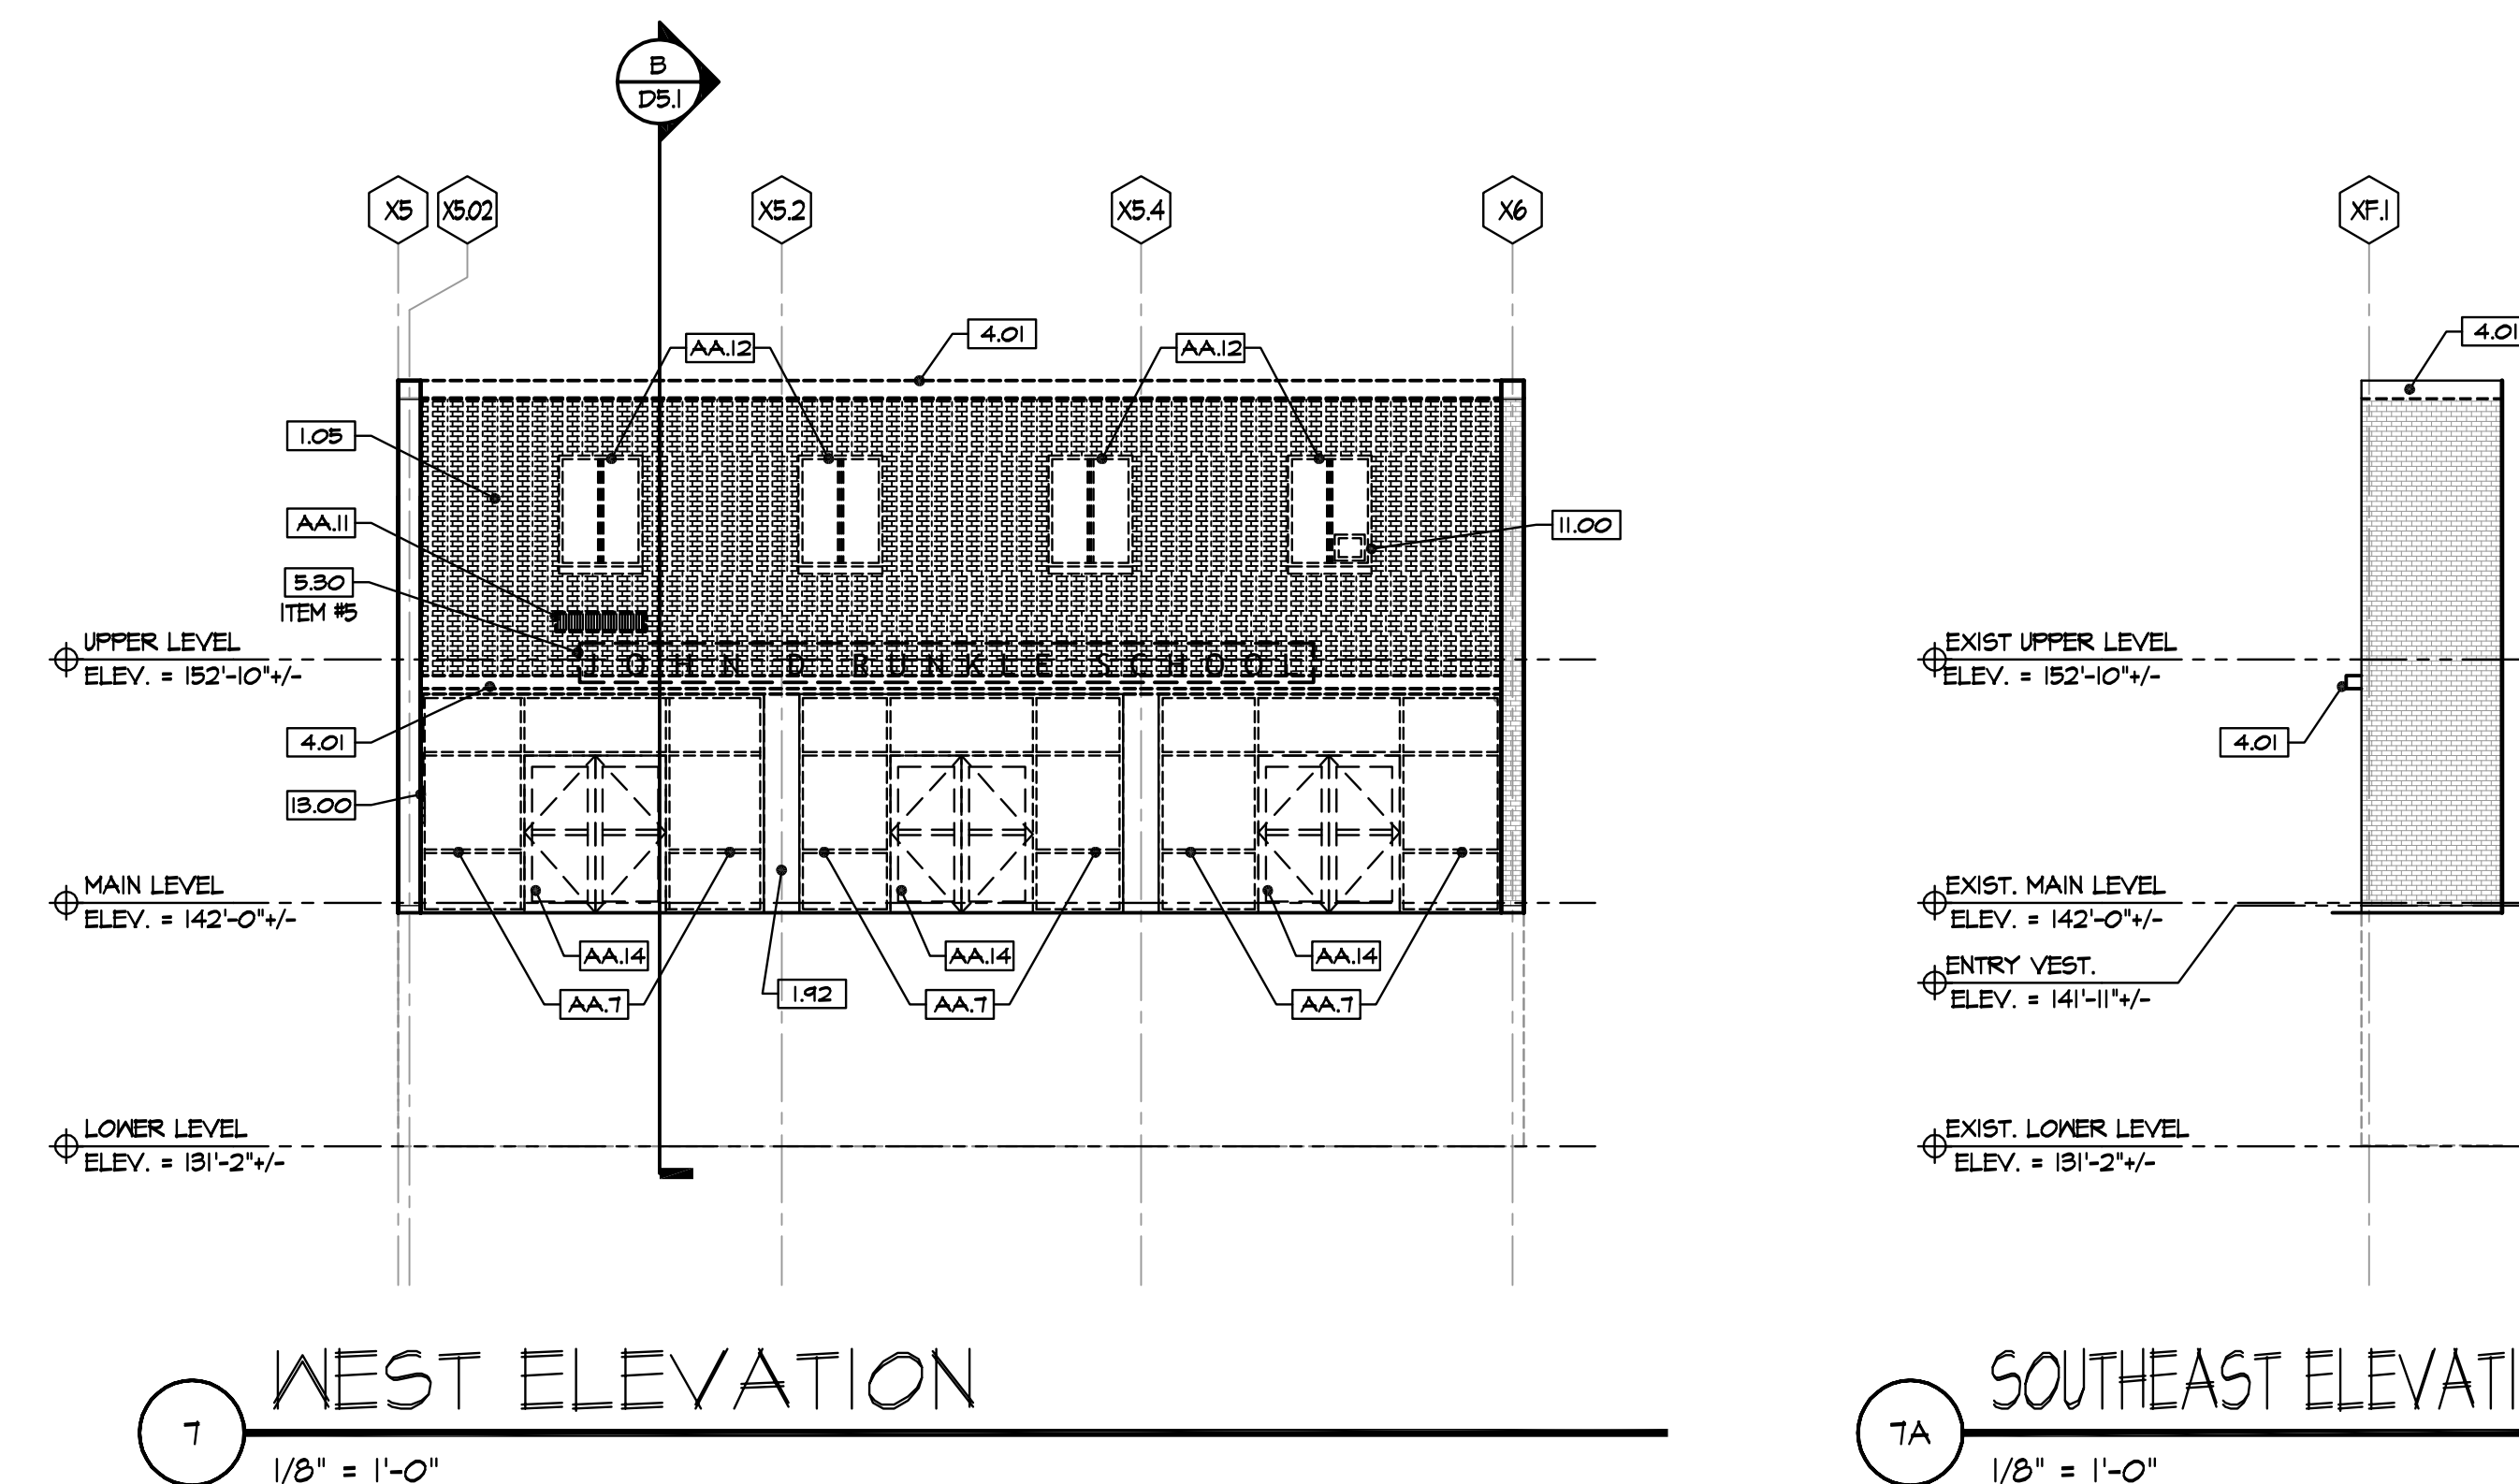 B
D5.1
X5
X5.02
X5.2
X5.4
X6
XF.1
AA.12
4.01
AA.12
4.01
1.05
AA.11
11.00
5.30
ITEM #5
UPPER LEVEL
ELEV. = 152'-10"+/-
JOHN D RUNKLE SCHOOL
EXIST UPPER LEVEL
ELEV. = 152'-10"+/-
4.01
4.01
13.00
MAIN LEVEL
ELEV. = 142'-0"+/-
EXIST. MAIN LEVEL
ELEV. = 142'-0"+/-
AA.14
AA.14
AA.14
ENTRY VEST.
ELEV. = 141'-11"+/-
AA.7
1.92
AA.7
AA.7
LOWER LEVEL
ELEV. = 131'-2"+/-
EXIST. LOWER LEVEL
ELEV. = 131'-2"+/-
7
WEST ELEVATION
1/8" = 1'-0"
7A
SOUTHEAST ELEVATI
1/8" = 1'-0"